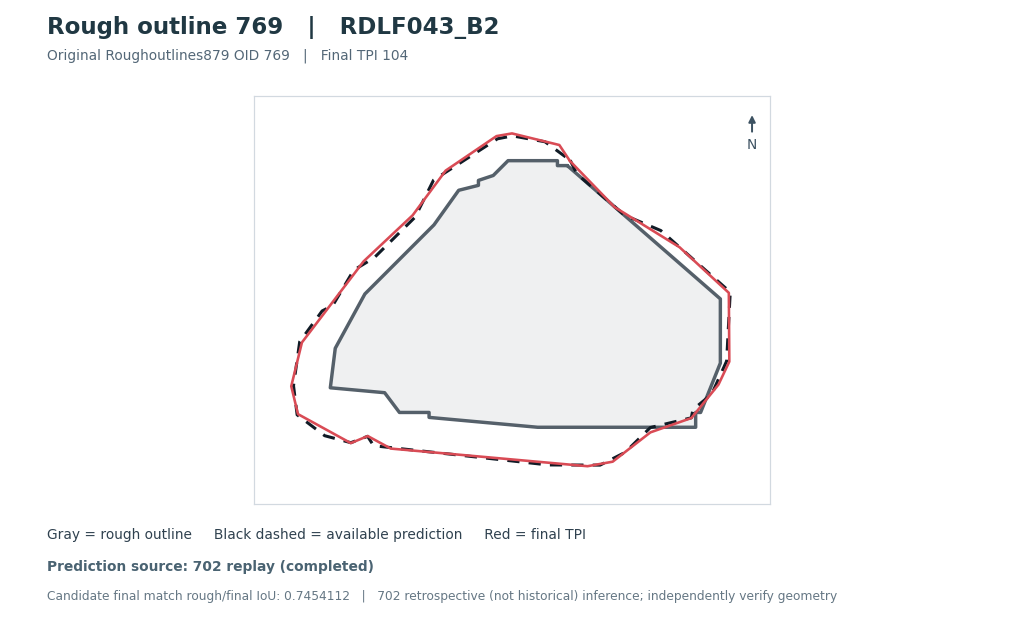 Rough outline 769 | RDLF043_B2
Original Roughoutlines879 OID 769 | Final TPI 104
N
Gray = rough outline Black dashed = available prediction Red = final TPI
Prediction source: 702 replay (completed)
Candidate final match rough/final IoU: 0.7454112 | 702 retrospective (not historical) inference; independently verify geometry